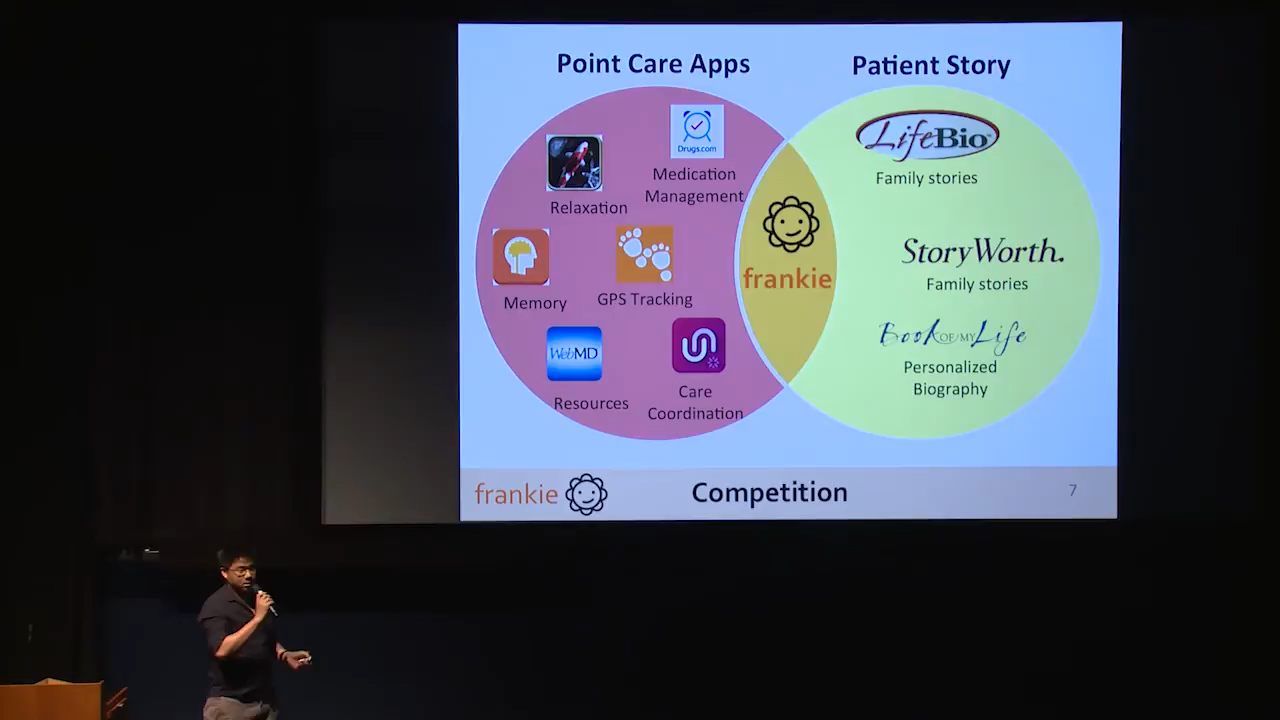 Point Care Apps
Patient Story
Drugs.com
Medication
Management
Relaxation
Memory
GPS Tracking
WebMD
Resources
Care
Coordination
frankie
LifeBio™
Family stories
StoryWorth.
Family stories
Book OF MY Life
Personalized
Biography
frankie
Competition
7